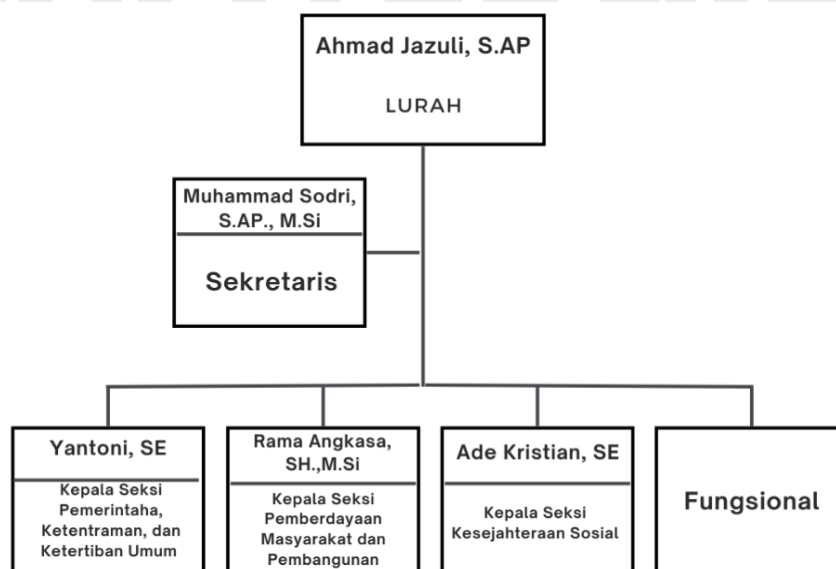 Ahmad Jazuli, S.AP
LURAH
Muhammad Sodri,
S.AP., M.Si
Sekretaris
Yantoni, SE
Kepala Seksi
Pemerintaha,
Ketentraman, dan
Ketertiban Umum
Rama Angkasa,
SH.,M.Si
Kepala Seksi
Pemberdayaan
Masyarakat dan
Pembangunan
Ade Kristian, SE
Kepala Seksi
Kesejahteraan Sosial
Fungsional